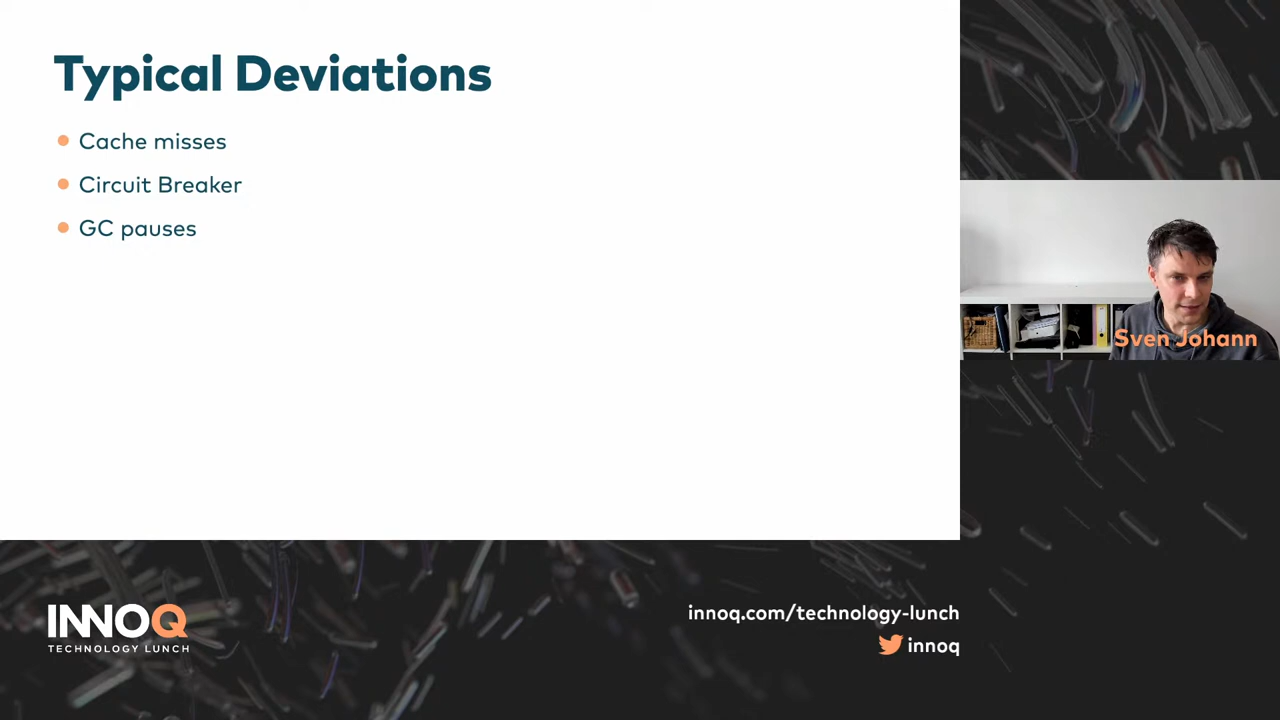 Typical Deviations
Cache misses
Circuit Breaker
GC pauses
Sven Johann
INNOQ
TECHNOLOGY LUNCH
innoq.com/technology-lunch
innoq